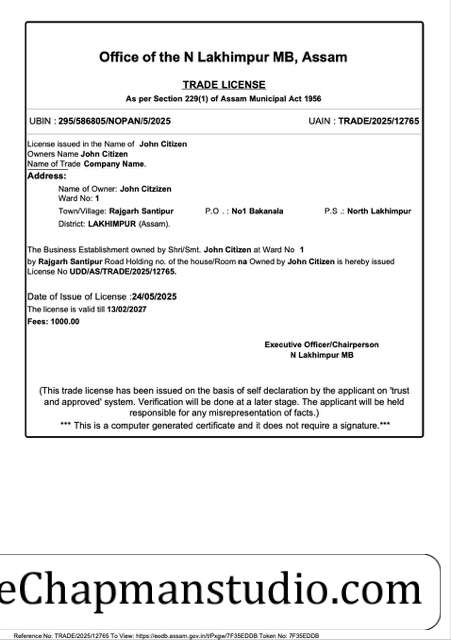 Office of the N Lakhimpur MB, Assam
TRADE LICENSE
As per Section 229(1) of Assam Municipal Act 1956
UBIN : 295/586805/NOPAN/5/2025 UAIN : TRADE/2025/12765
License issued in the Name of John Citizen
Owners Name John Citizen
Name of Trade Company Name.
Address:
Name of Owner: John Citzizen
Ward No: 1
Town/Village: Rajgarh Santipur P.O . : No1 Bakanala P.S .: North Lakhimpur
District: LAKHIMPUR (Assam).
The Business Establishment owned by Shri/Smt. John Citizen at Ward No 1
by Rajgarh Santipur Road Holding no. of the house/Room na Owned by John Citizen is hereby issued
License No UDD/AS/TRADE/2025/12765.
Date of Issue of License :24/05/2025
The license is valid till 13/02/2027
Fees: 1000.00
Executive Officer/Chairperson
N Lakhimpur MB
(This trade license has been issued on the basis of self declaration by the applicant on 'trust
and approved' system. Verification will be done at a later stage. The applicant will be held
responsible for any misrepresentation of facts.)
*** This is a computer generated certificate and it does not require a signature.***
eChapmanstudio.com
Reference No: TRADE/2025/12765 To View: https://eodb.assam.gov.in/t/Pxgw/7F35EDDB Token No: 7F35EDDB